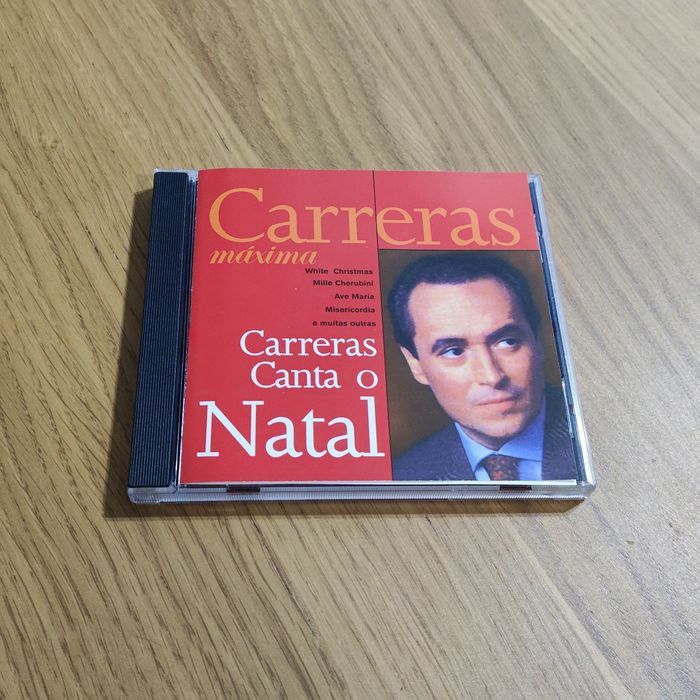 Carreras
máxima
White Christmas
Mille Cherubini
Ave Maria
Misericordia
e muitas outras
Carreras
Canta o
Natal